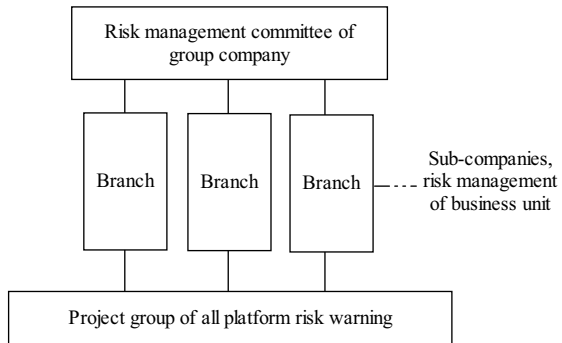 Risk management committee of
group company
Branch
Branch
Branch
Sub-companies,
risk management
of business unit
Project group of all platform risk warning